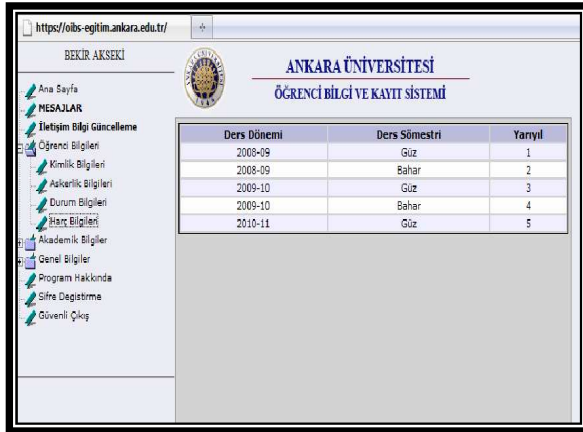 https://oibs-egitim.ankara.edu.tr/
BEKİR AKSEKİ
Ana Sayfa
MESAJLAR
İletişim Bilgi Güncelleme
Öğrenci Bilgileri
Kimlik Bilgileri
Askerlik Bilgileri
Durum Bilgileri
Harç Bilgileri
Akademik Bilgiler
Genel Bilgiler
Program Hakkında
Sifre Degistirme
Güvenli Çıkış
ANKARA ÜNİVERSİTESİ
ÖĞRENCİ BİLGİ VE KAYIT SİSTEMİ
Ders Dönemi Ders Sömestri Yarıyıl
2008-09 Güz 1
2008-09 Bahar 2
2009-10 Güz 3
2009-10 Bahar 4
2010-11 Güz 5